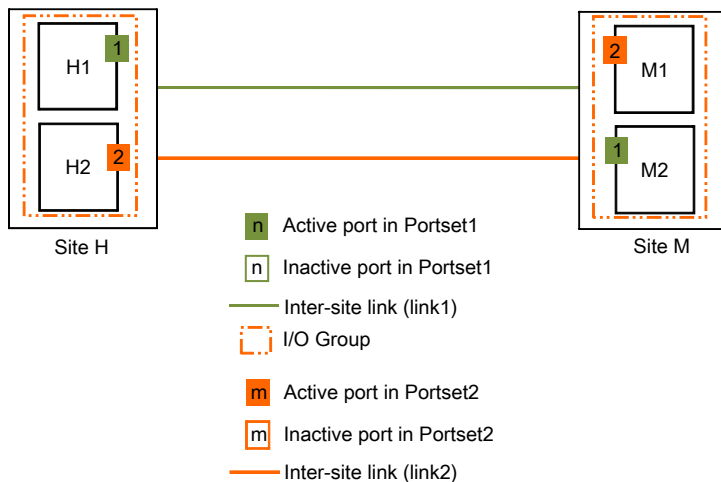 1
H1
2
H2
Site H
2
M1
1
M2
Site M
n Active port in Portset1
n Inactive port in Portset1
Inter-site link (link1)
I/O Group
m Active port in Portset2
m Inactive port in Portset2
Inter-site link (link2)